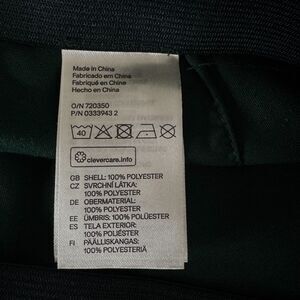 Made in China
Fabricado em China
Fabriqué en China
Hecho en China
O/N 720350
P/N 0333943 2
40
clevercare.info
GB SHELL: 100% POLYESTER
CZ SVRCHNÍ LÁTKA:
100% POLYESTER
DE OBERMATERIAL:
100% POLYESTER
EE ÜMBRIS: 100% POLÜESTER
ES TELA EXTERIOR:
100% POLIÉSTER
FI PÄÄLLISKANGAS:
100% POLYESTERIÄ